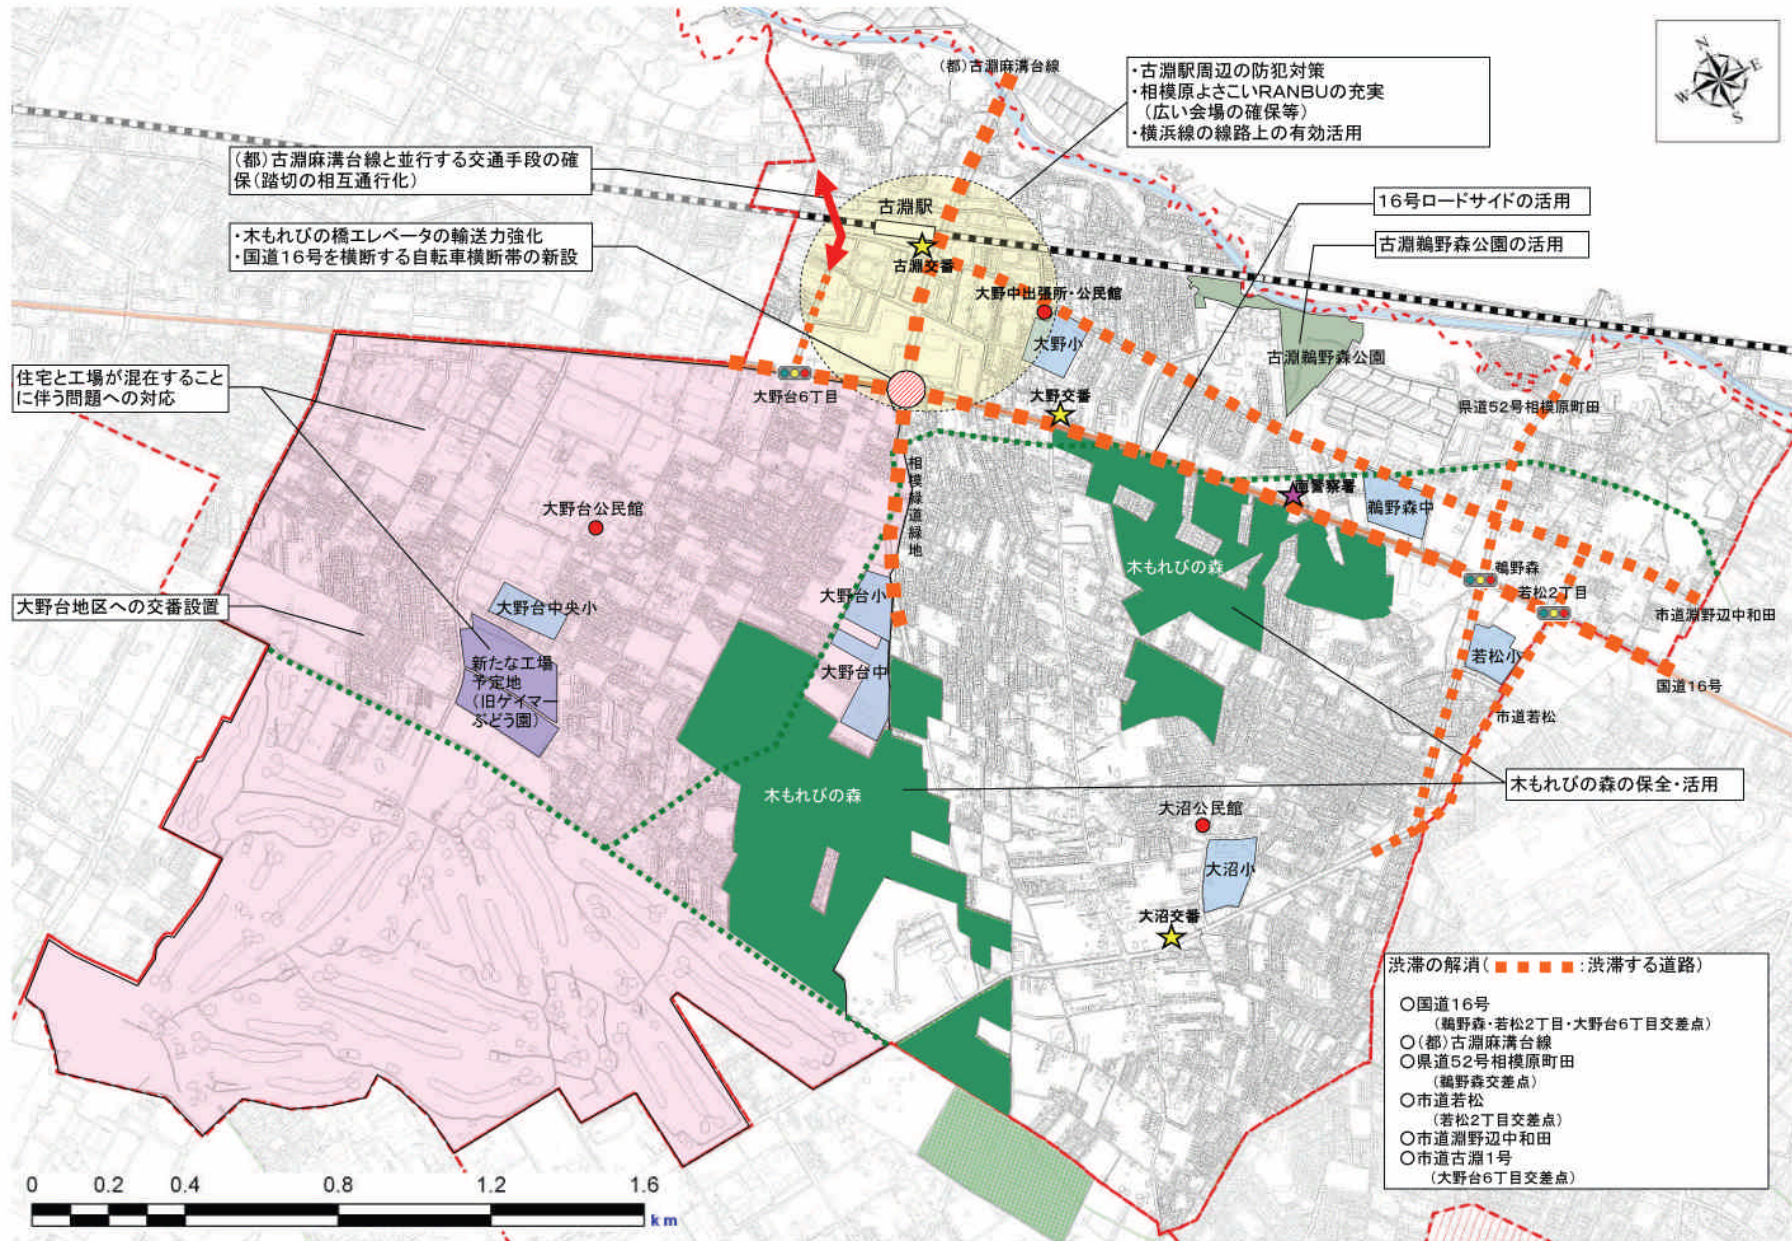 (都)古淵麻溝台線
・古淵駅周辺の防犯対策
・相模原よさこいRANBUの充実
(広い会場の確保等)
・横浜線の線路上の有効活用
N
E
W
S
(都)古淵麻溝台線と並行する交通手段の確
保(踏切の相互通行化)
・木もれびの橋エレベータの輸送力強化
・国道16号を横断する自転車横断帯の新設
古淵駅
古淵交番
16号ロードサイドの活用
古淵鵜野森公園の活用
大野中出張所・公民館
大野小
古淵鵜野森公園
住宅と工場が混在すること
に伴う問題への対応
大野台6丁目
大野交番
県道52号相模原町田
相模緑道緑地
南警察署
鵜野森中
大野台公民館
木もれびの森
鵜野森
若松2丁目
市道淵野辺中和田
大野台地区への交番設置
大野台中央小
大野台小
新たな工場
予定地
(旧ゲイマー
ぶどう園)
大野台中
若松小
国道16号
市道若松
木もれびの森
木もれびの森の保全・活用
大沼公民館
大沼小
大沼交番
渋滞の解消( :渋滞する道路)
○国道16号
(鵜野森・若松2丁目・大野台6丁目交差点)
○(都)古淵麻溝台線
○県道52号相模原町田
(鵜野森交差点)
○市道若松
(若松2丁目交差点)
○市道淵野辺中和田
○市道古淵1号
(大野台6丁目交差点)
0 0.2 0.4 0.8 1.2 1.6
km